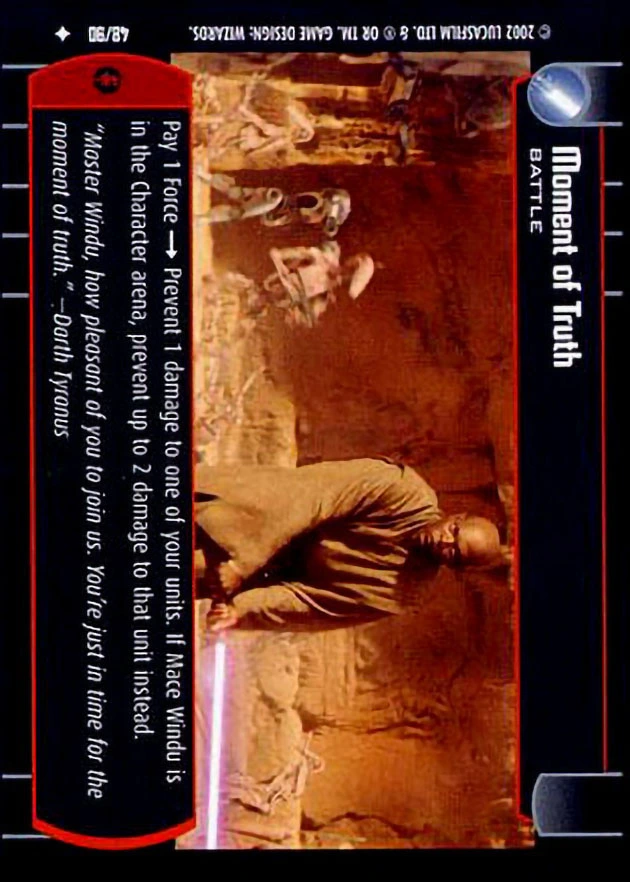 Moment of Truth
BATTLE
Pay 1 Force → Prevent 1 damage to one of your units. If Mace Windu is
in the Character arena, prevent up to 2 damage to that unit instead.
“Master Windu, how pleasant of you to join us. You're just in time for the
moment of truth.” —Darth Tyranus
© 2002 LUCASFILM LTD. & ® OR TM. GAME DESIGN: WIZARDS.
48/90